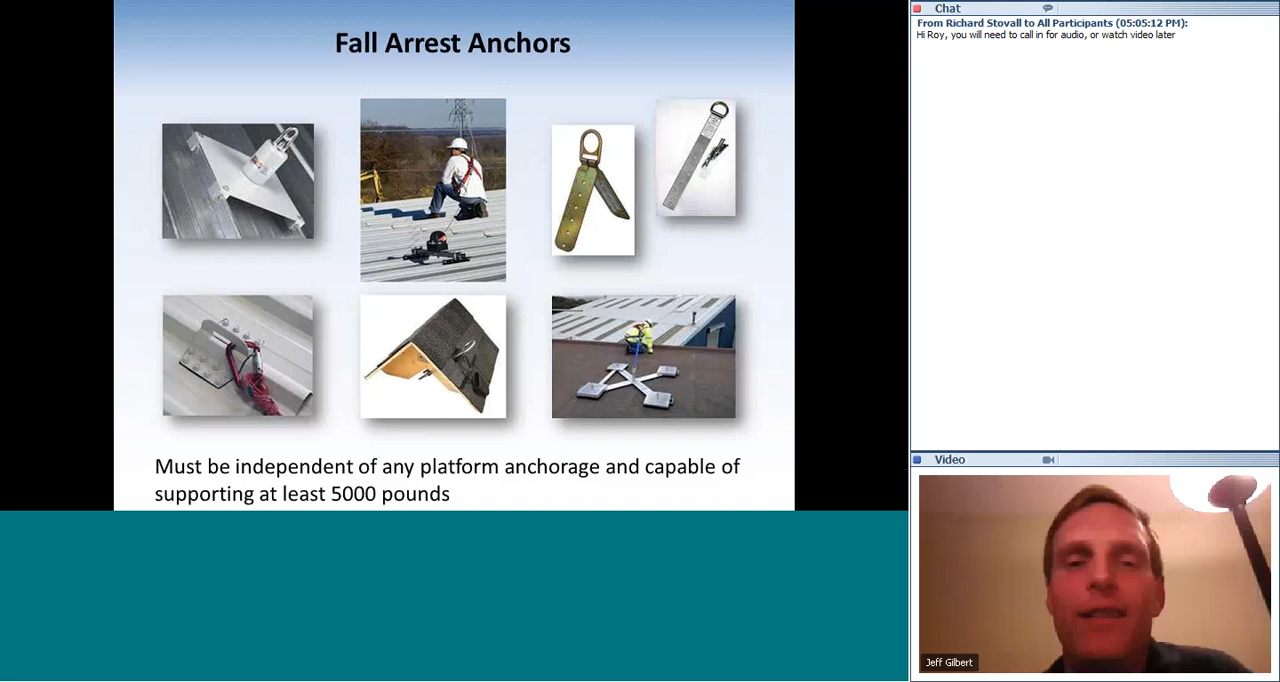 Fall Arrest Anchors
Must be independent of any platform anchorage and capable of
supporting at least 5000 pounds
Chat
From Richard Stovall to All Participants (05:05:12 PM):
Hi Roy, you will need to call in for audio, or watch video later
Video
Jeff Gilbert